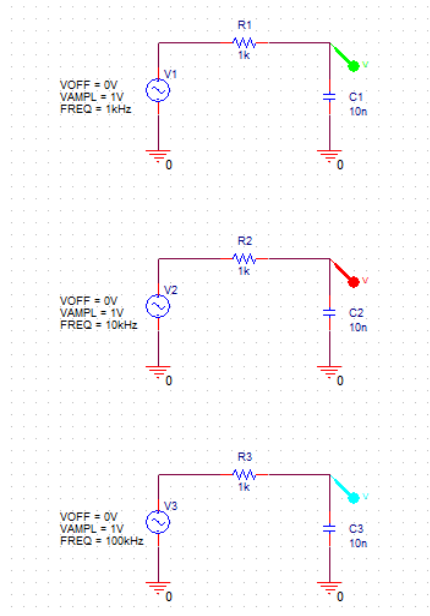 R1
1k
V
V1
VOFF = 0V
VAMPL = 1V
FREQ = 1kHz
C1
10n
0
0
R2
1k
V
V2
VOFF = 0V
VAMPL = 1V
FREQ = 10kHz
C2
10n
0
0
R3
1k
V
V3
VOFF = 0V
VAMPL = 1V
FREQ = 100kHz
C3
10n
0
0